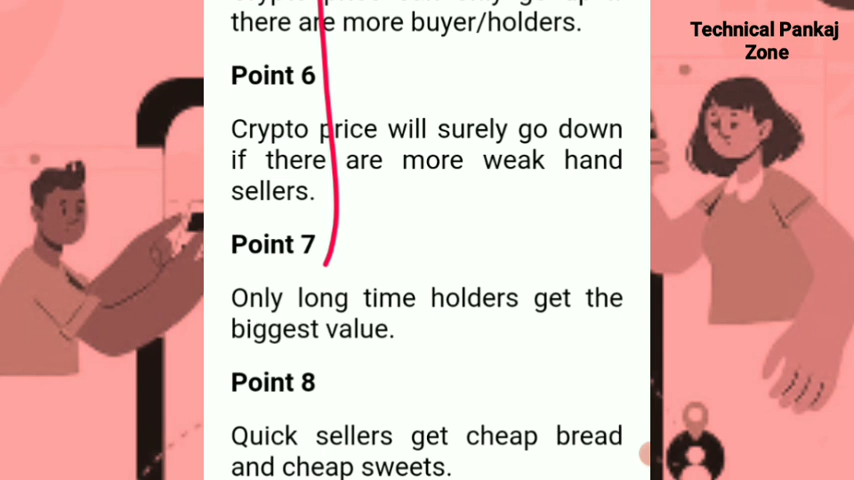 there are more buyer/holders.
Point 6
Crypto price will surely go down
if there are more weak hand
sellers.
Point 7
Only long time holders get the
biggest value.
Point 8
Quick sellers get cheap bread
and cheap sweets.
Technical Pankaj
Zone